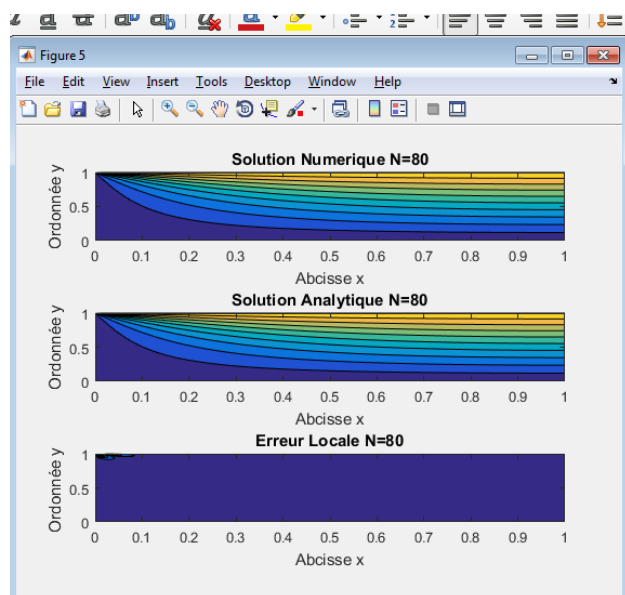 Figure 5
File Edit View Insert Tools Desktop Window Help
Solution Numerique N=80
Ordonnée y
1
0.5
0
0 0.1 0.2 0.3 0.4 0.5 0.6 0.7 0.8 0.9 1
Abcisse x
Solution Analytique N=80
Ordonnée y
1
0.5
0
0 0.1 0.2 0.3 0.4 0.5 0.6 0.7 0.8 0.9 1
Abcisse x
Erreur Locale N=80
Ordonnée y
1
0.5
0
0 0.1 0.2 0.3 0.4 0.5 0.6 0.7 0.8 0.9 1
Abcisse x